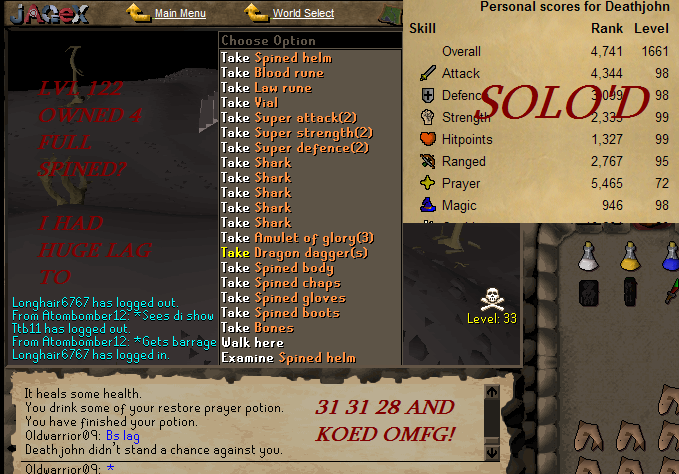 JAGeX
Main Menu
World Select
Choose Option
Take Spined helm
Take Blood rune
Take Law rune
Take Vial
Take Super attack(2)
Take Super strength(2)
Take Super defence(2)
Take Shark
Take Shark
Take Shark
Take Shark
Take Shark
Take Amulet of glory(3)
Take Dragon dagger(s)
Take Spined body
Take Spined chaps
Take Spined gloves
Take Spined boots
Take Bones
Walk here
Examine Spined helm
LVL 122
OWNED 4
FULL
SPINED?
I HAD
HUGE LAG
TO
Personal scores for Deathjohn
Skill Rank Level
Overall 4,741 1661
Attack 4,344 98
Defence 3,099 98
Strength 2,333 99
Hitpoints 1,327 99
Ranged 2,767 95
Prayer 5,465 72
Magic 946 98
SOLO'D
Level: 33
Longhair6767 has logged out.
From Atombomber12: *Sees di show
Ttb11 has logged out.
From Atombomber12: *Gets barrage
Longhair6767 has logged in.
It heals some health.
You drink some of your restore prayer potion.
You have finished your potion.
Oldwarrior09: Bs lag
Deathjohn didn't stand a chance against you.
Oldwarrior09: *
31 31 28 AND
KOED OMFG!